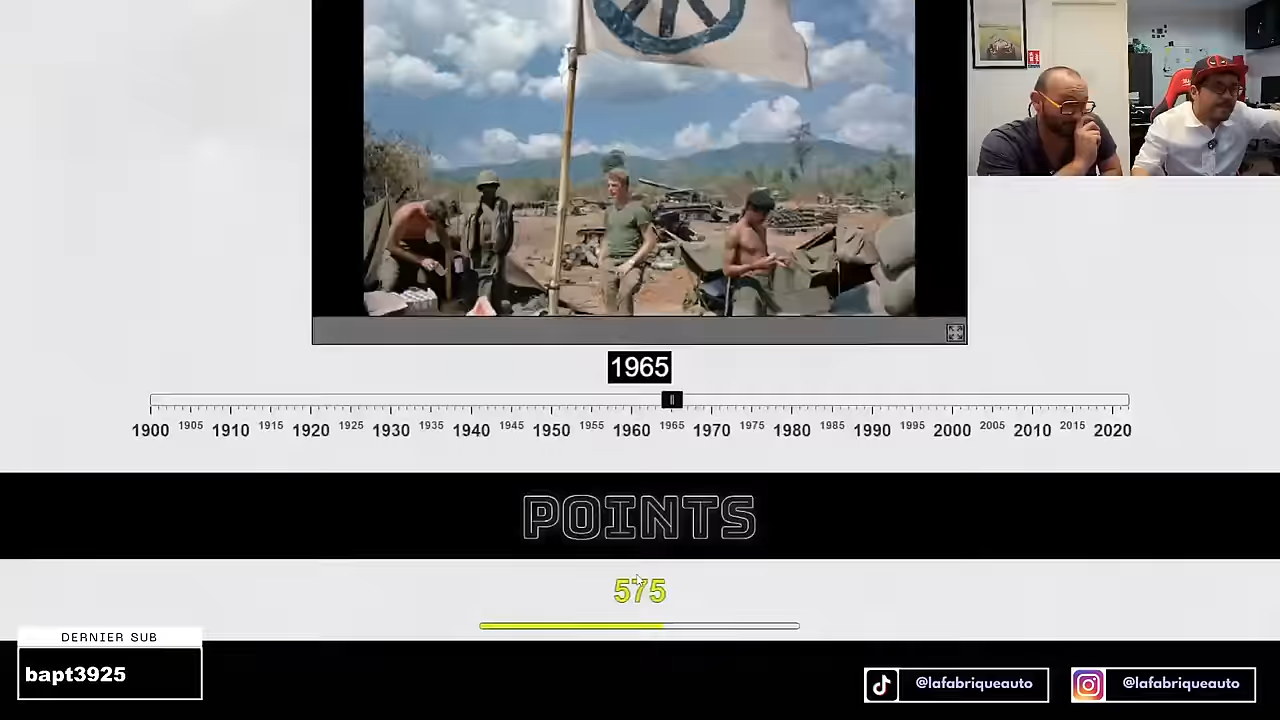 1965
1900 1905 1910 1915 1920 1925 1930 1935 1940 1945 1950 1955 1960 1965 1970 1975 1980 1985 1990 1995 2000 2005 2010 2015 2020
POINTS
575
DERNIER SUB
bapt3925
@lafabriqueauto
@lafabriqueauto